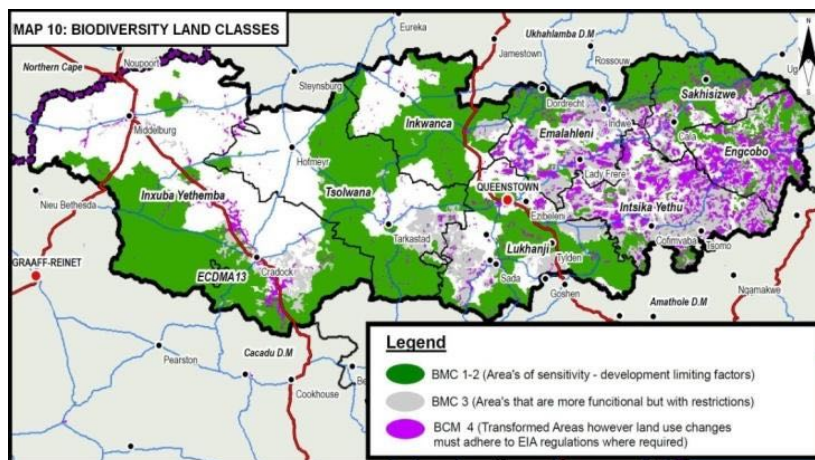 MAP 10: BIODIVERSITY LAND CLASSES
Eureka
Ukhahlamba D.M
N
S
Noupoort
Northern Cape
Jamestown
Rossouw
Steynsburg
Ug
Dordrecht
Sakhisizwe
Middelburg
Inkwanca
Indwe
Emalahleni
Cala
Hofmeyr
Engcobo
Lady Frere
Inxuba Yethemba
Tsolwana
QUEENSTOWN
Nieu Bethesda
Ezibeleni
Intsika Yethu
Tarkastad
Lukhanji
Cofimvaba
Tsomo
GRAAFF-REINET
ECDMA13
Cradock
Tylden
Sada
Goshen
Nqamakwe
Amathole D.M
Pearston
Cacadu D.M
Cookhouse
Be
Legend
BMC 1-2 (Area's of sensitivity - development limiting factors)
BMC 3 (Area's that are more functional but with restrictions)
BCM 4 (Transformed Areas however land use changes
must adhere to EIA regulations where required)